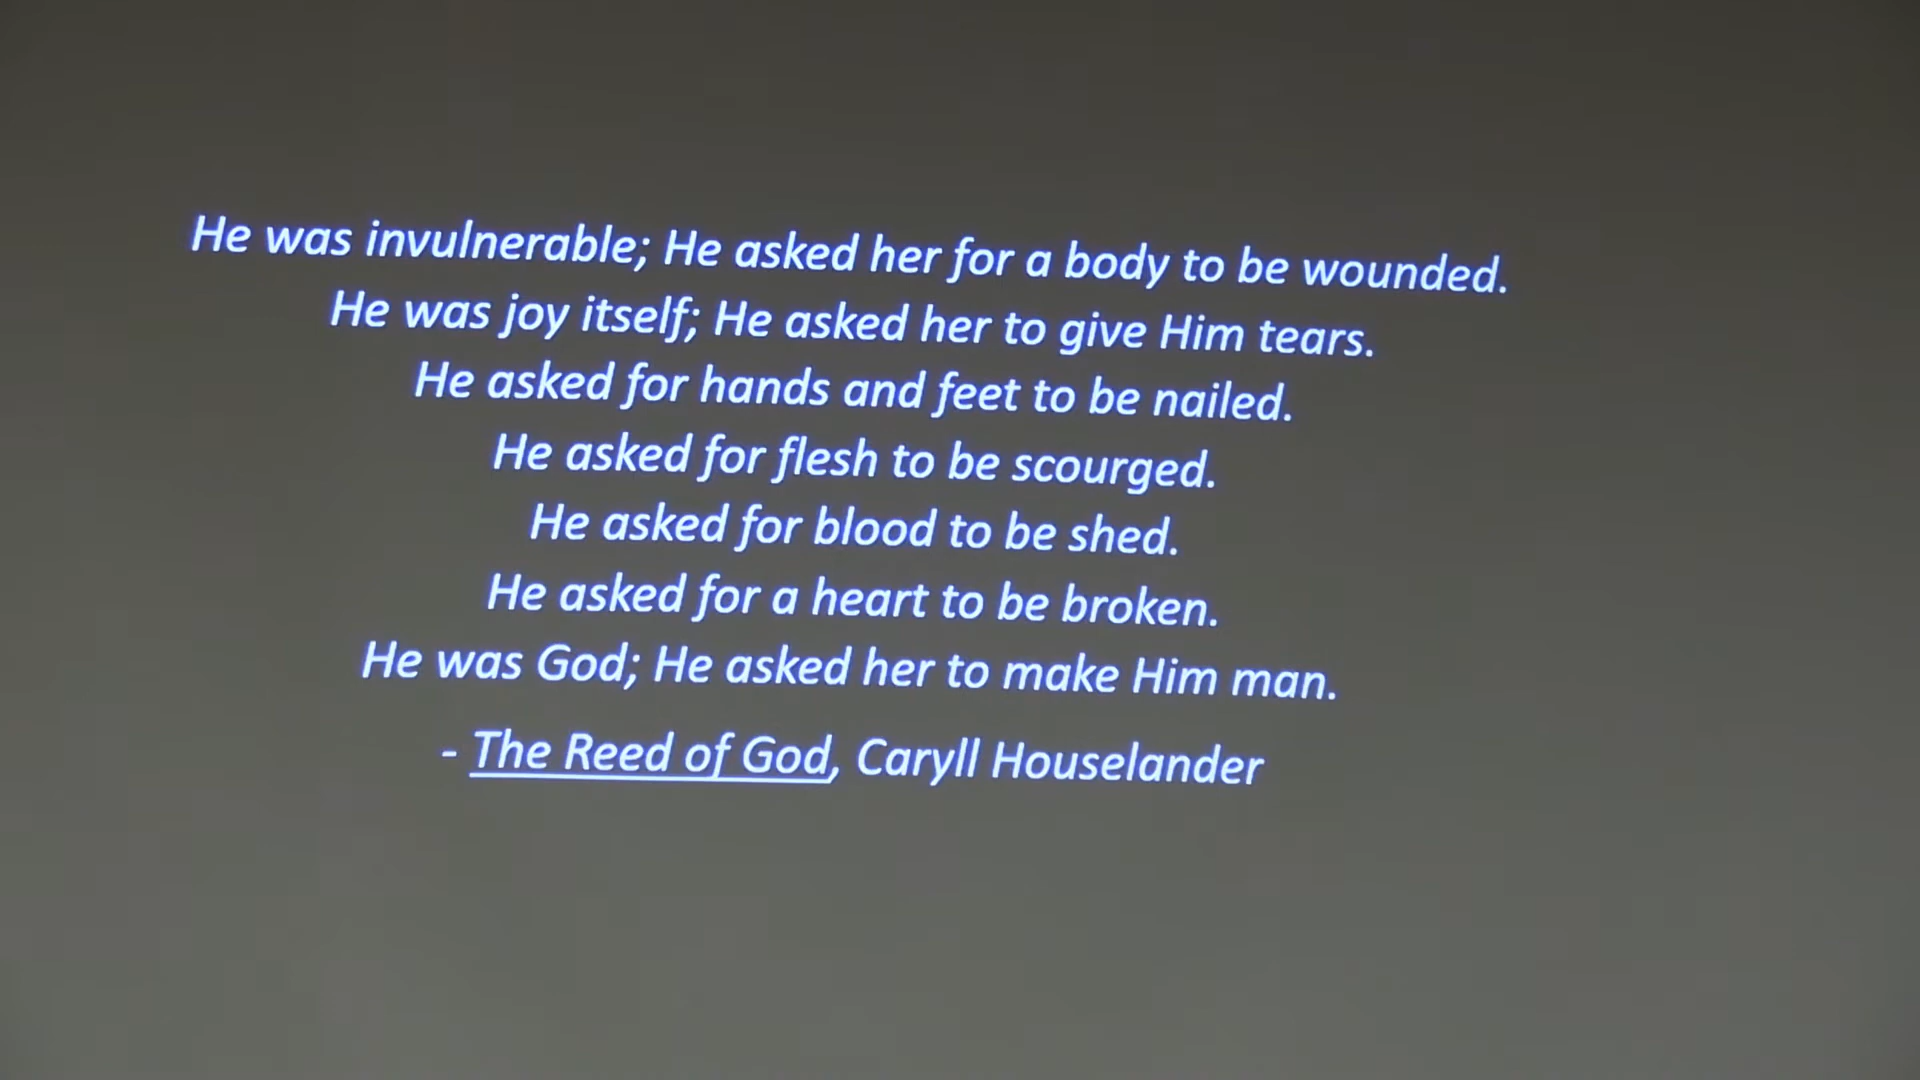 He was invulnerable; He asked her for a body to be wounded.
He was joy itself; He asked her to give Him tears.
He asked for hands and feet to be nailed.
He asked for flesh to be scourged.
He asked for blood to be shed.
He asked for a heart to be broken.
He was God; He asked her to make Him man.
- The Reed of God, Caryll Houselander